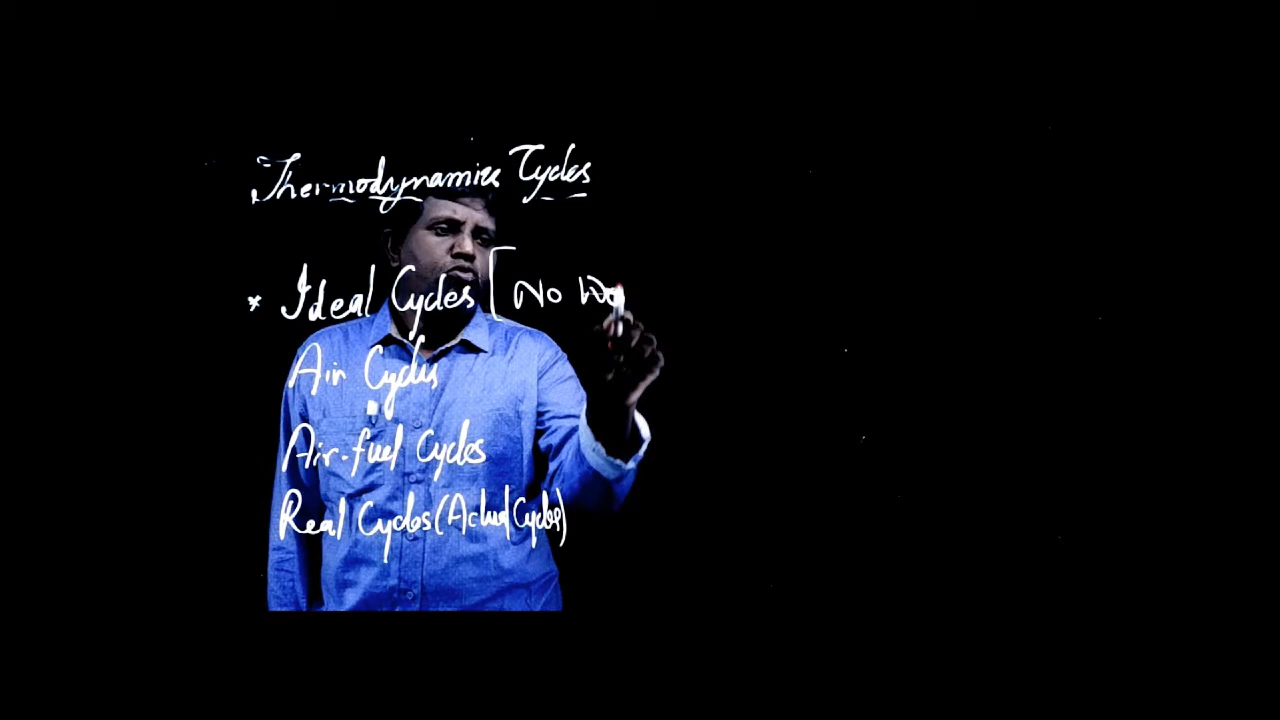 Thermodynamics Cycles
* Ideal Cycles [ No
Air Cycles
Air-fuel Cycles
Real Cycles (Actual Cycles)